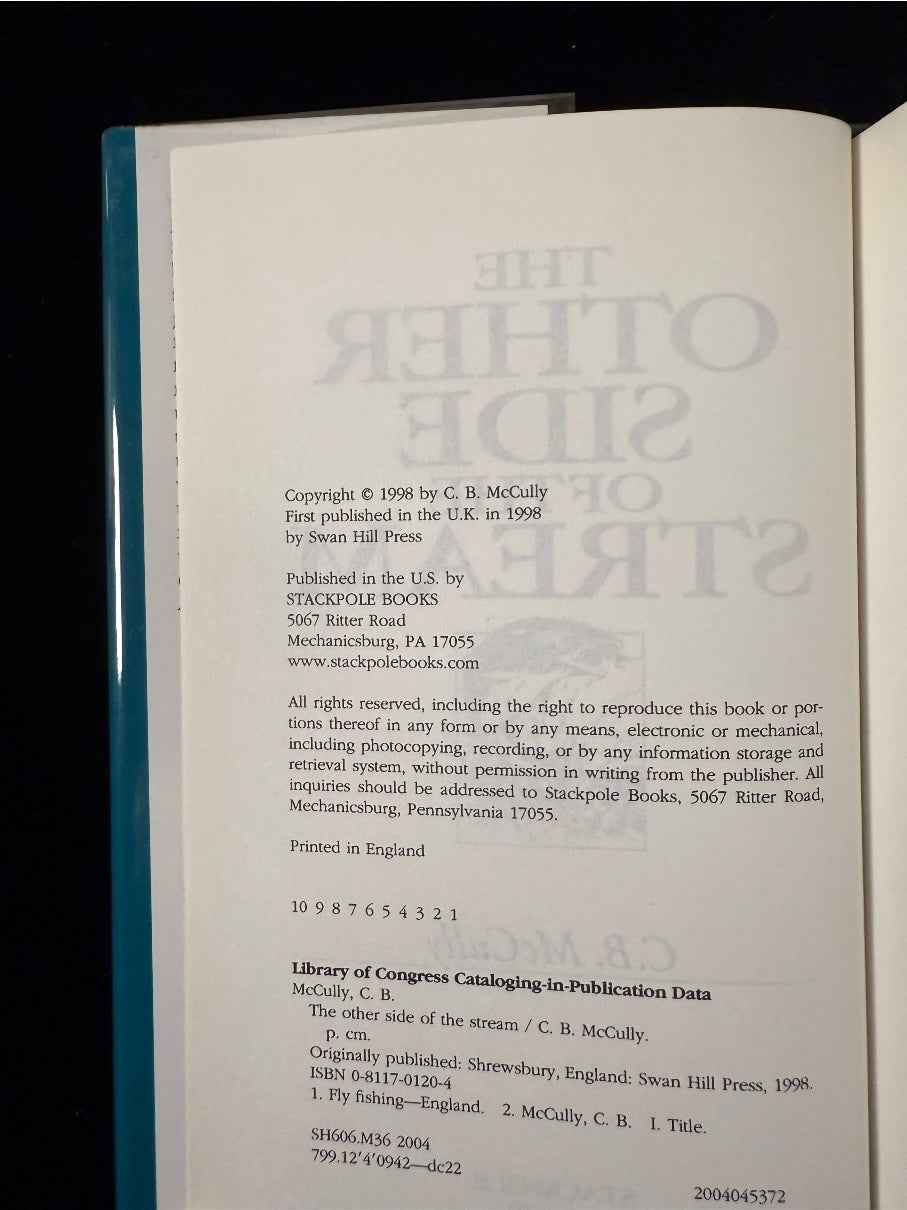 Copyright © 1998 by C. B. McCully
First published in the U.K. in 1998
by Swan Hill Press
Published in the U.S. by
STACKPOLE BOOKS
5067 Ritter Road
Mechanicsburg, PA 17055
www.stackpolebooks.com
All rights reserved, including the right to reproduce this book or por-
tions thereof in any form or by any means, electronic or mechanical,
including photocopying, recording, or by any information storage and
retrieval system, without permission in writing from the publisher. All
inquiries should be addressed to Stackpole Books, 5067 Ritter Road,
Mechanicsburg, Pennsylvania 17055.
Printed in England
10 9 8 7 6 5 4 3 2 1
Library of Congress Cataloging-in-Publication Data
McCully, C. B.
The other side of the stream / C. B. McCully.
p. cm.
Originally published: Shrewsbury, England: Swan Hill Press, 1998.
ISBN 0-8117-0120-4
1. Fly fishing—England. 2. McCully, C. B. I. Title.
SH606.M36 2004
799.12'4'0942—dc22
2004045372
THE
OTHER
SIDE
OF THE
STREAM
C.B. McCully